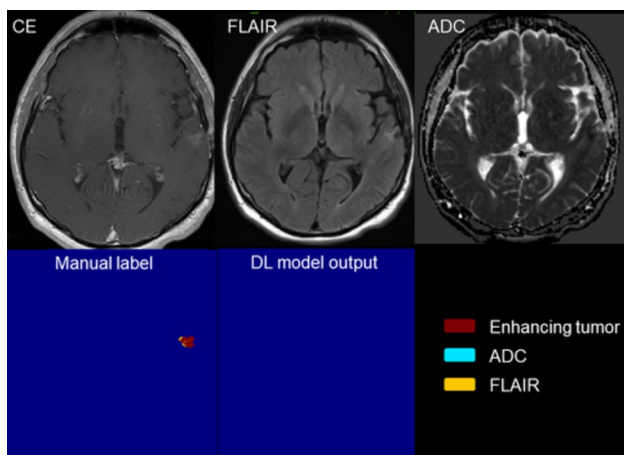 CE
FLAIR
ADC
Manual label
DL model output
Enhancing tumor
ADC
FLAIR